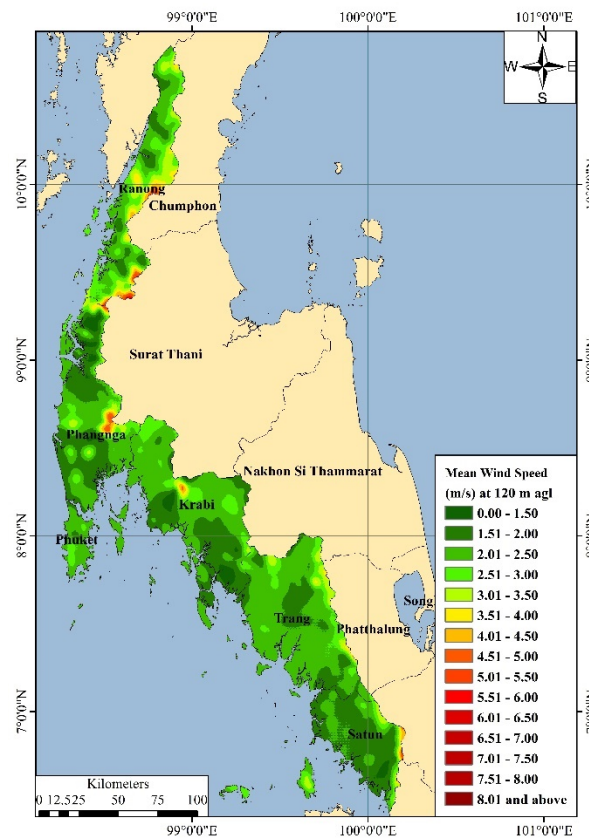 99°0'0"E 100°0'0"E 101°0'0"E
N
W E
S
10°0'0"N
Ranong
Chumphon
9°0'0"N
Surat Thani
Phangnga
Nakhon Si Thammarat
Krabi
8°0'0"N
Phuket
Song
Trang
Phatthalung
7°0'0"N
Satun
Mean Wind Speed
(m/s) at 120 m agl
0.00 - 1.50
1.51 - 2.00
2.01 - 2.50
2.51 - 3.00
3.01 - 3.50
3.51 - 4.00
4.01 - 4.50
4.51 - 5.00
5.01 - 5.50
5.51 - 6.00
6.01 - 6.50
6.51 - 7.00
7.01 - 7.50
7.51 - 8.00
8.01 and above
Kilometers
0 12.525 50 75 100
99°0'0"E 100°0'0"E 101°0'0"E